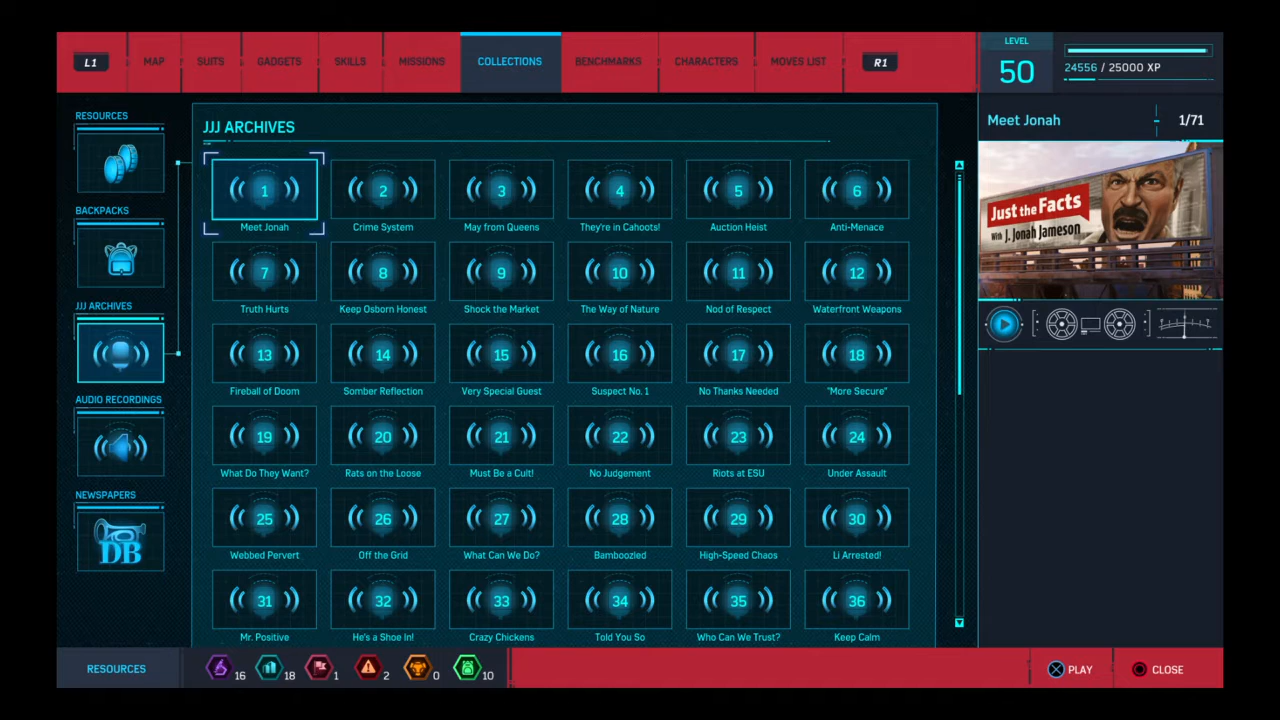 L1
MAP
SUITS
GADGETS
SKILLS
MISSIONS
COLLECTIONS
BENCHMARKS
CHARACTERS
MOVES LIST
R1
LEVEL
50
24556 / 25000 XP
RESOURCES
BACKPACKS
JJJ ARCHIVES
AUDIO RECORDINGS
NEWSPAPERS
DB
JJJ ARCHIVES
1 2 3 4 5 6
Meet Jonah Crime System May from Queens They're in Cahoots! Auction Heist Anti-Menace
7 8 9 10 11 12
Truth Hurts Keep Osborn Honest Shock the Market The Way of Nature Nod of Respect Waterfront Weapons
13 14 15 16 17 18
Fireball of Doom Somber Reflection Very Special Guest Suspect No. 1 No Thanks Needed "More Secure"
19 20 21 22 23 24
What Do They Want? Rats on the Loose Must Be a Cult! No Judgement Riots at ESU Under Assault
25 26 27 28 29 30
Webbed Pervert Off the Grid What Can We Do? Bamboozled High-Speed Chaos Li Arrested!
31 32 33 34 35 36
Mr. Positive He's a Shoe In! Crazy Chickens Told You So Who Can We Trust? Keep Calm
Meet Jonah 1/71
Just the Facts
With J. Jonah Jameson
RESOURCES
16 18 1 2 0 10
PLAY
CLOSE